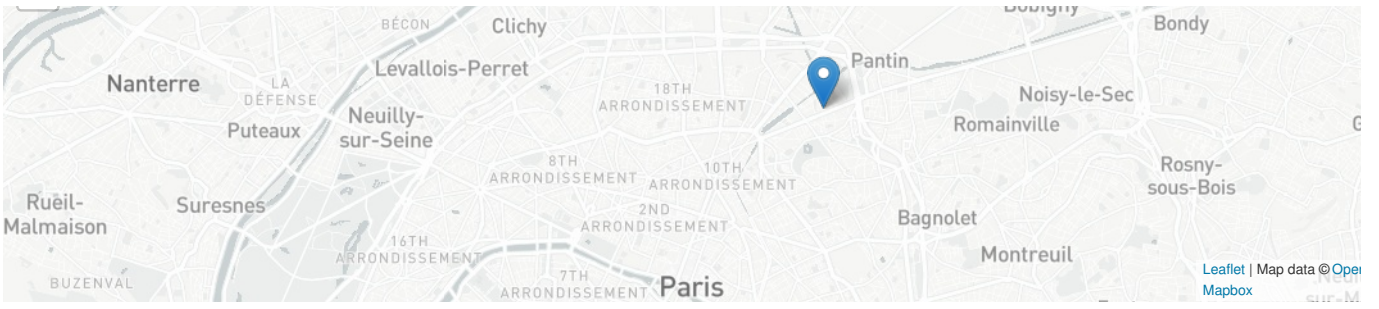 Bobigny
BÉCON
Clichy
Bondy
Pantin
Levallois-Perret
Nanterre
LA
DÉFENSE
18TH
ARRONDISSEMENT
Noisy-le-Sec
Neuilly-
sur-Seine
Puteaux
Romainville
8TH
ARRONDISSEMENT
10TH
ARRONDISSEMENT
Rosny-
sous-Bois
Rueil-
Malmaison
Suresnes
2ND
ARRONDISSEMENT
Bagnolet
16TH
ARRONDISSEMENT
Montreuil
BUZENVAL
7TH
ARRONDISSEMENT
Paris
Leaflet | Map data © Open
Mapbox